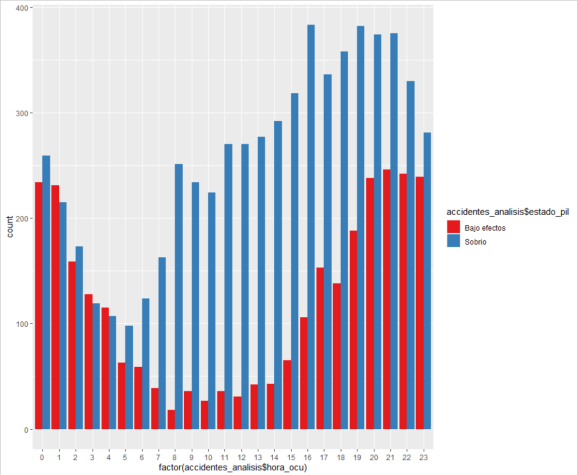 400
300
200
100
0
count
0 1 2 3 4 5 6 7 8 9 10 11 12 13 14 15 16 17 18 19 20 21 22 23
factor(accidentes_analisis$hora_ocu)
accidentes_analisis$estado_pil
Bajo efectos
Sobrio